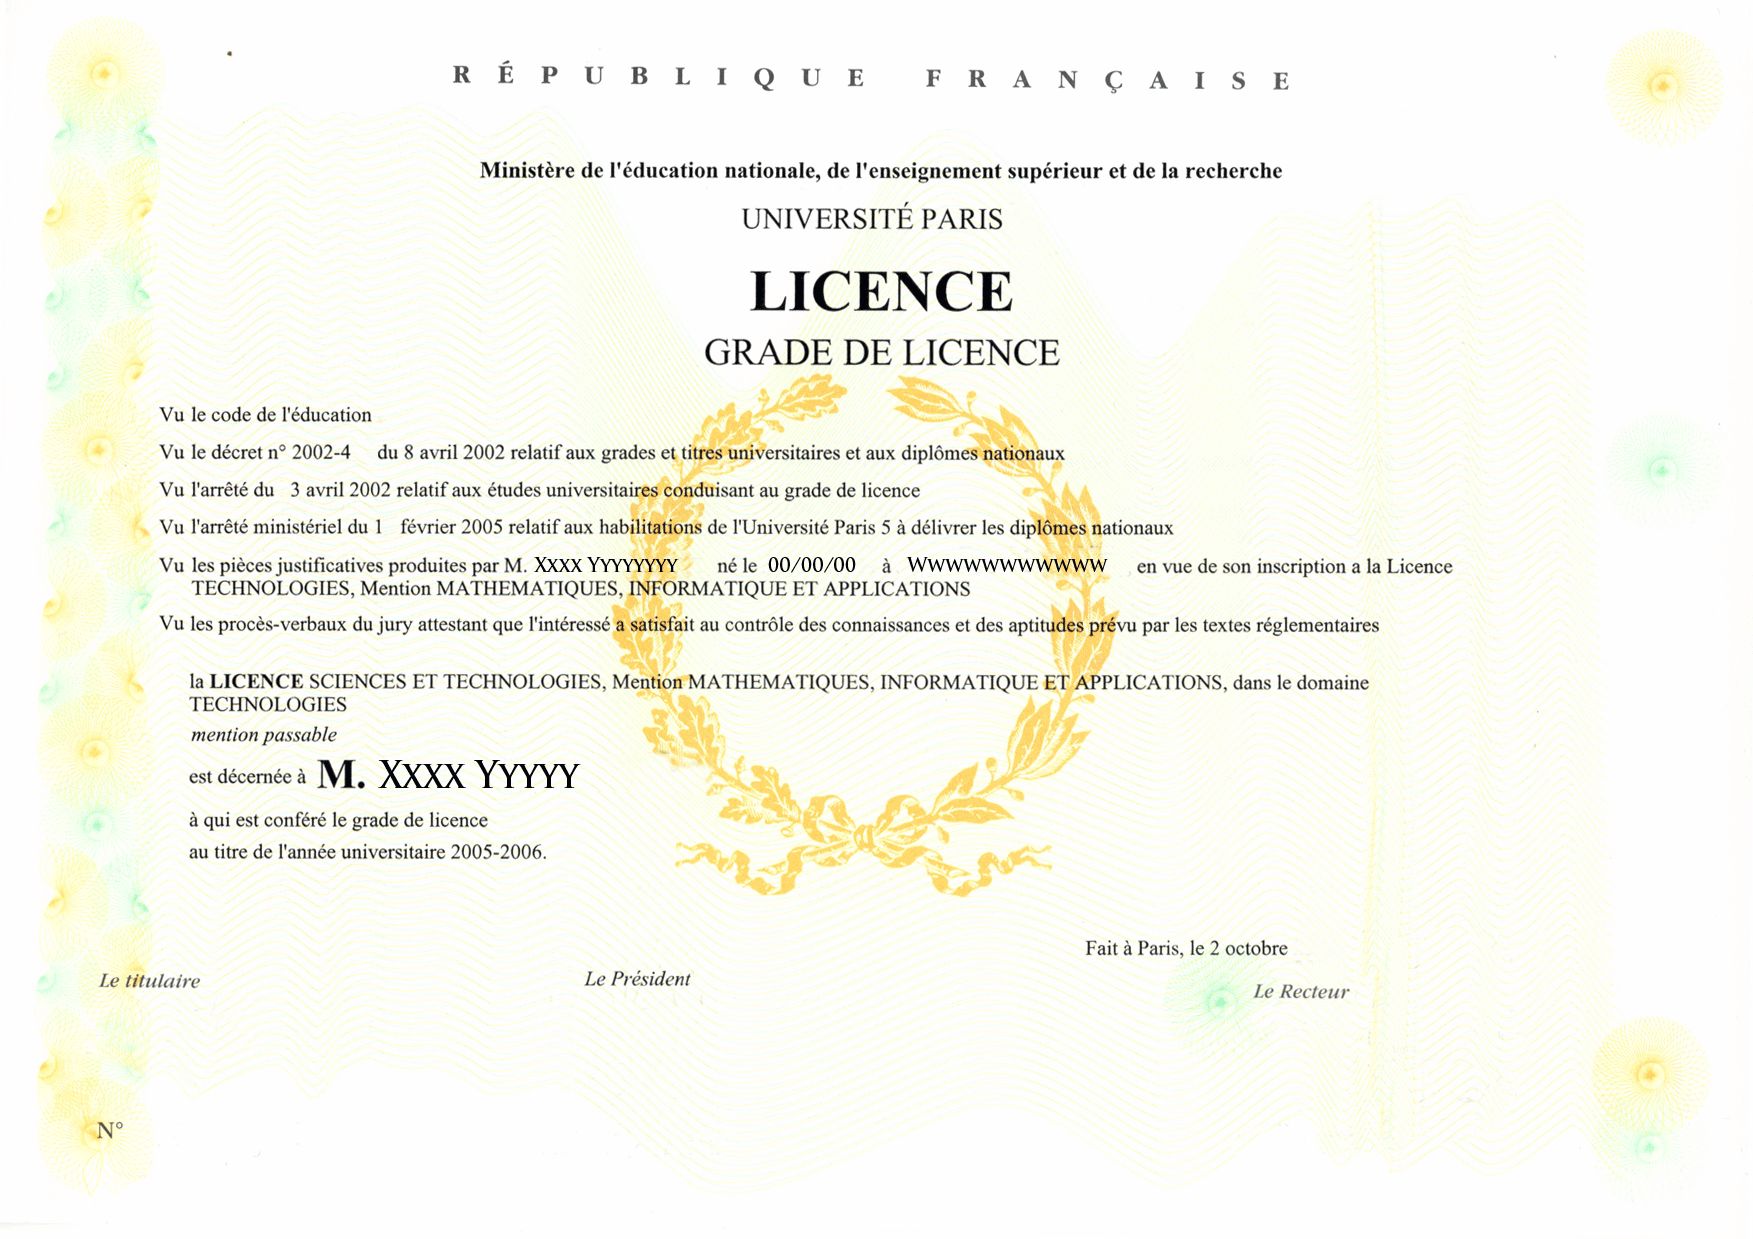 RÉPUBLIQUE FRANÇAISE
Ministère de l'éducation nationale, de l'enseignement supérieur et de la recherche
UNIVERSITÉ PARIS
LICENCE
GRADE DE LICENCE
Vu le code de l'éducation
Vu le décret n° 2002-4 du 8 avril 2002 relatif aux grades et titres universitaires et aux diplômes nationaux
Vu l'arrêté du 3 avril 2002 relatif aux études universitaires conduisant au grade de licence
Vu l'arrêté ministériel du 1 février 2005 relatif aux habilitations de l'Université Paris 5 à délivrer les diplômes nationaux
Vu les pièces justificatives produites par M. XXXX YYYYYYYY né le 00/00/00 à WWWWWWWWWWW en vue de son inscription a la Licence
TECHNOLOGIES, Mention MATHEMATIQUES, INFORMATIQUE ET APPLICATIONS
Vu les procès-verbaux du jury attestant que l'intéressé a satisfait au contrôle des connaissances et des aptitudes prévu par les textes réglementaires
la LICENCE SCIENCES ET TECHNOLOGIES, Mention MATHEMATIQUES, INFORMATIQUE ET APPLICATIONS, dans le domaine
TECHNOLOGIES
mention passable
est décernée à M. XXXX YYYYY
à qui est conféré le grade de licence
au titre de l'année universitaire 2005-2006.
Fait à Paris, le 2 octobre
Le titulaire
Le Président
Le Recteur
N°